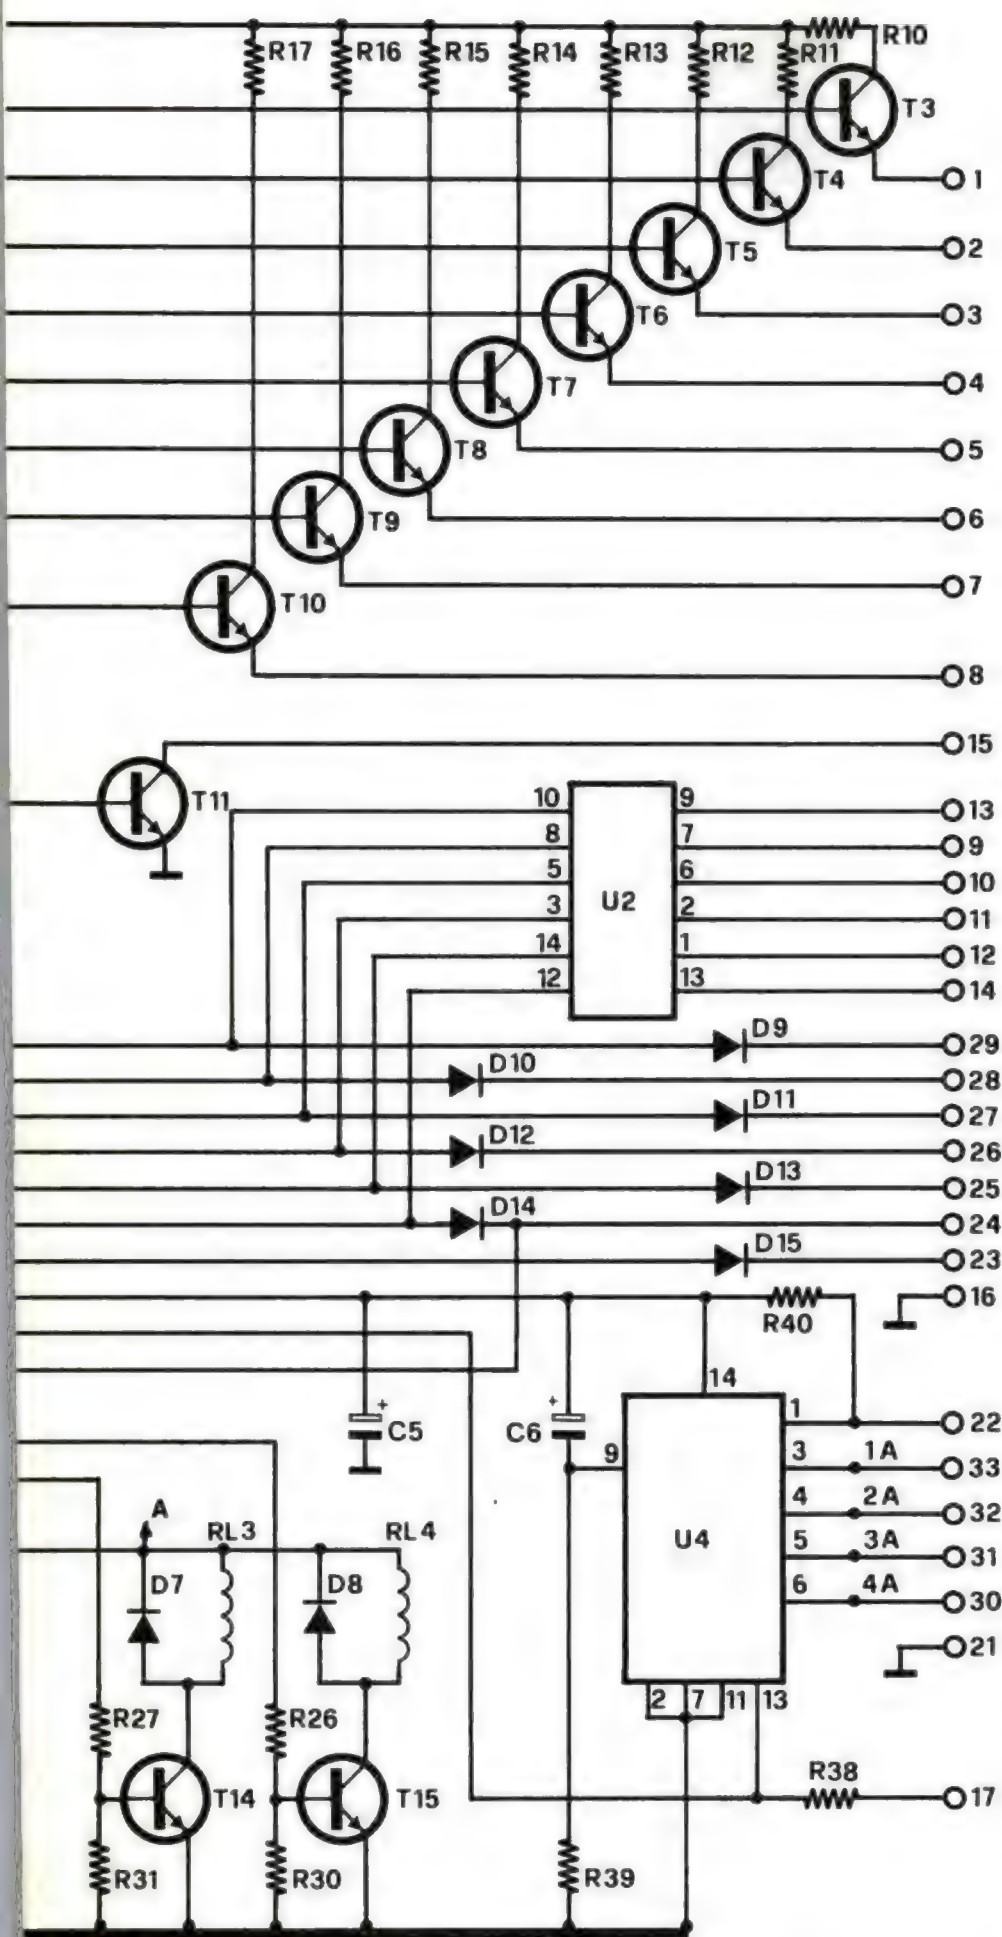 R17 R16 R15 R14 R13 R12 R11 R10
T3
T4 1
T5 2
T6 3
T7 4
T8 5
T9 6
7
T10
8
15
T11 10 9 13
8 7 9
5 6 10
U2
3 2 11
14 1 12
12 13 14
D9 29
D10 28
D11 27
D12 26
D13 25
D14 24
D15 23
16
R40
14
+ C5 C6 + 1 22
9 3 1A 33
A 4 2A 32
RL3 RL4 U4 5 3A 31
D7 D8 6 4A 30
21
2 7 11 13
R27 R26
R38
T14 T15 17
R31 R30 R39